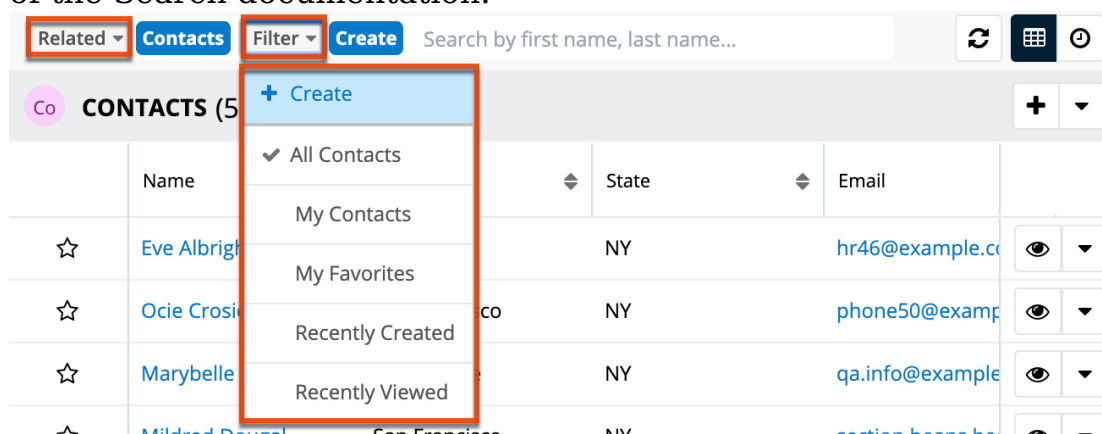 Related Contacts Filter Create Search by first name, last name...
+ Create
Co CONTACTS (5
All Contacts
Name State Email
My Contacts
Eve Albrigh NY hr46@example.co
My Favorites
Ocie Crosi co NY phone50@examp
Recently Created
Marybelle NY qa.info@example
Recently Viewed